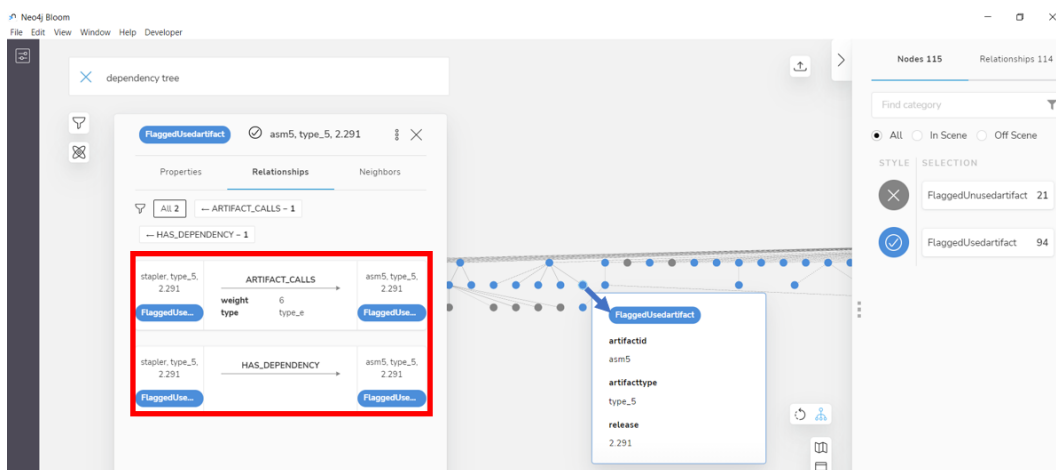 Neo4j Bloom
File Edit View Window Help Developer
dependency tree
Nodes 115 Relationships 114
Find category
All In Scene Off Scene
STYLE SELECTION
FlaggedUnusedartifact 21
FlaggedUsedartifact 94
FlaggedUsedartifact asm5, type_5, 2.291
Properties Relationships Neighbors
All 2 ← ARTIFACT_CALLS – 1
← HAS_DEPENDENCY – 1
stapler, type_5, 2.291
FlaggedUse...
ARTIFACT_CALLS
weight 6
type type_e
asm5, type_5, 2.291
FlaggedUse...
stapler, type_5, 2.291
FlaggedUse...
HAS_DEPENDENCY
asm5, type_5, 2.291
FlaggedUse...
FlaggedUsedartifact
artifactid
asm5
artifacttype
type_5
release
2.291